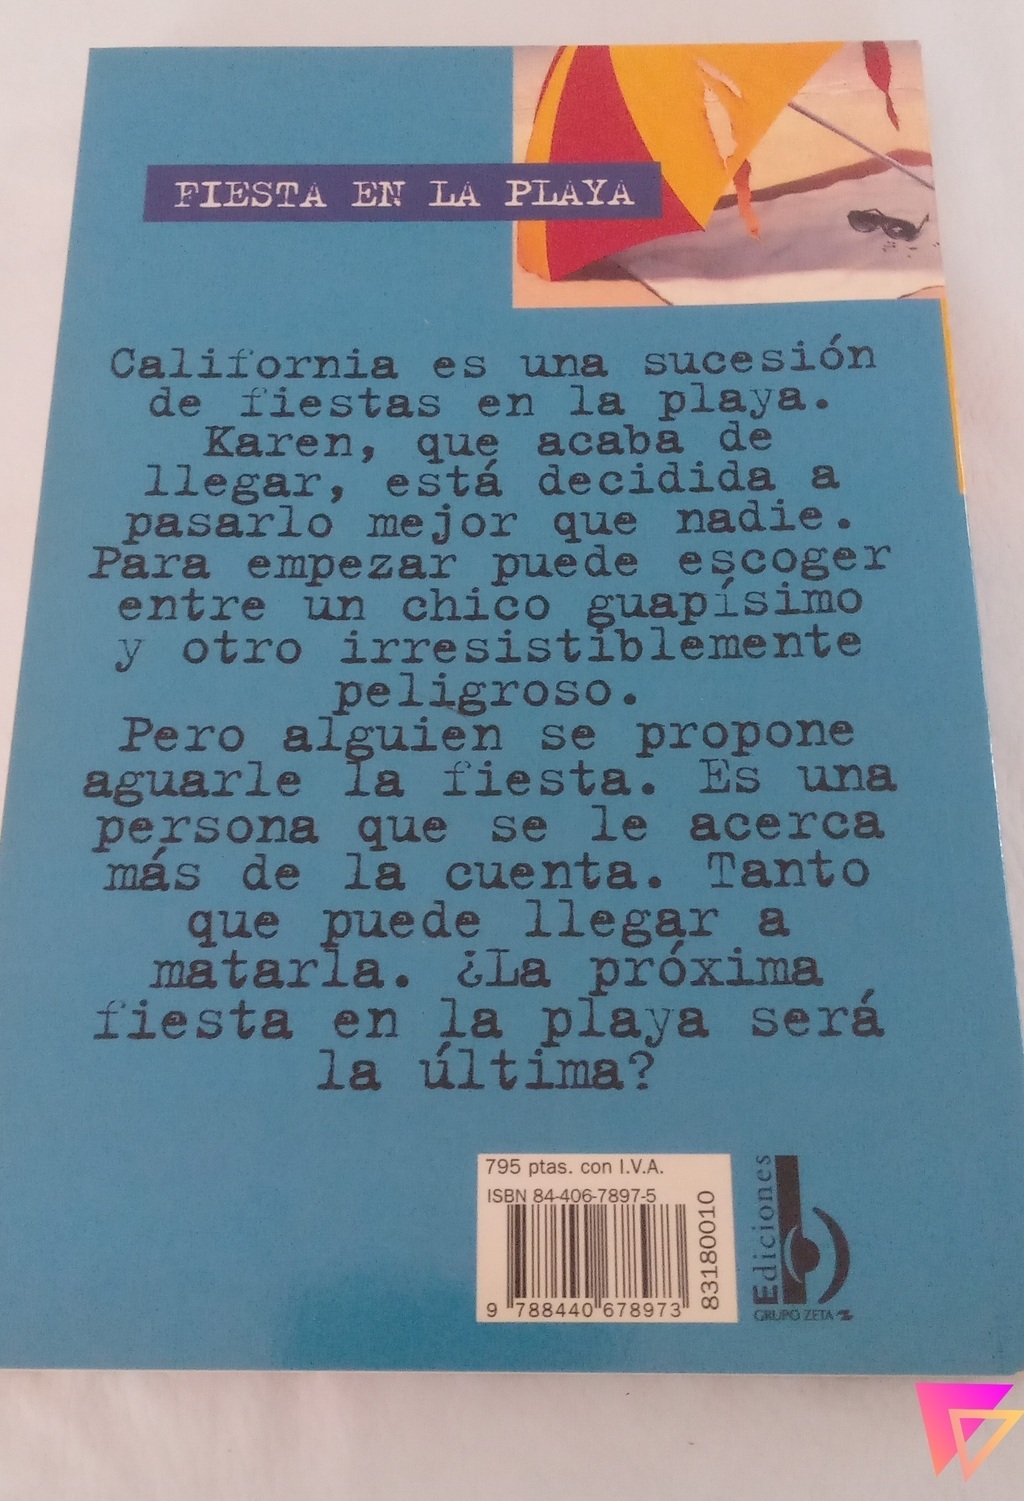 FIESTA EN LA PLAYA
California es una sucesión
de fiestas en la playa.
Karen, que acaba de
llegar, está decidida a
pasarlo mejor que nadie.
Para empezar puede escoger
entre un chico guapísimo
y otro irresistiblemente
peligroso.
Pero alguien se propone
aguarle la fiesta. Es una
persona que se le acerca
más de la cuenta. Tanto
que puede llegar a
matarla. ¿La próxima
fiesta en la playa será
la última?
795 ptas. con I.V.A.
ISBN 84-406-7897-5
9 788440 678973
83180010
Ediciones
b
GRUPO ZETA